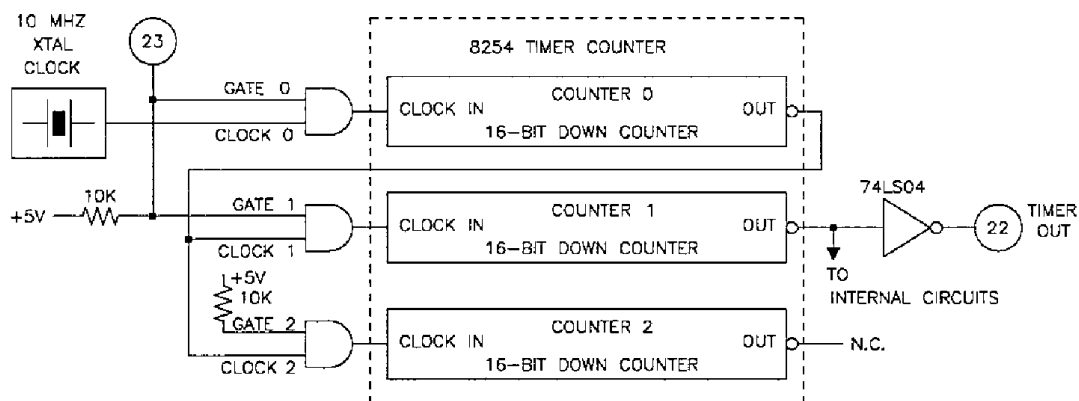 10 MHZ
XTAL
CLOCK
23
8254 TIMER COUNTER
GATE 0
CLOCK 0
CLOCK IN
COUNTER 0
OUT
16-BIT DOWN COUNTER
+5V
10K
GATE 1
CLOCK 1
CLOCK IN
COUNTER 1
OUT
16-BIT DOWN COUNTER
74LS04
22
TIMER
OUT
TO
INTERNAL CIRCUITS
+5V
10K
GATE 2
CLOCK 2
CLOCK IN
COUNTER 2
OUT
16-BIT DOWN COUNTER
N.C.